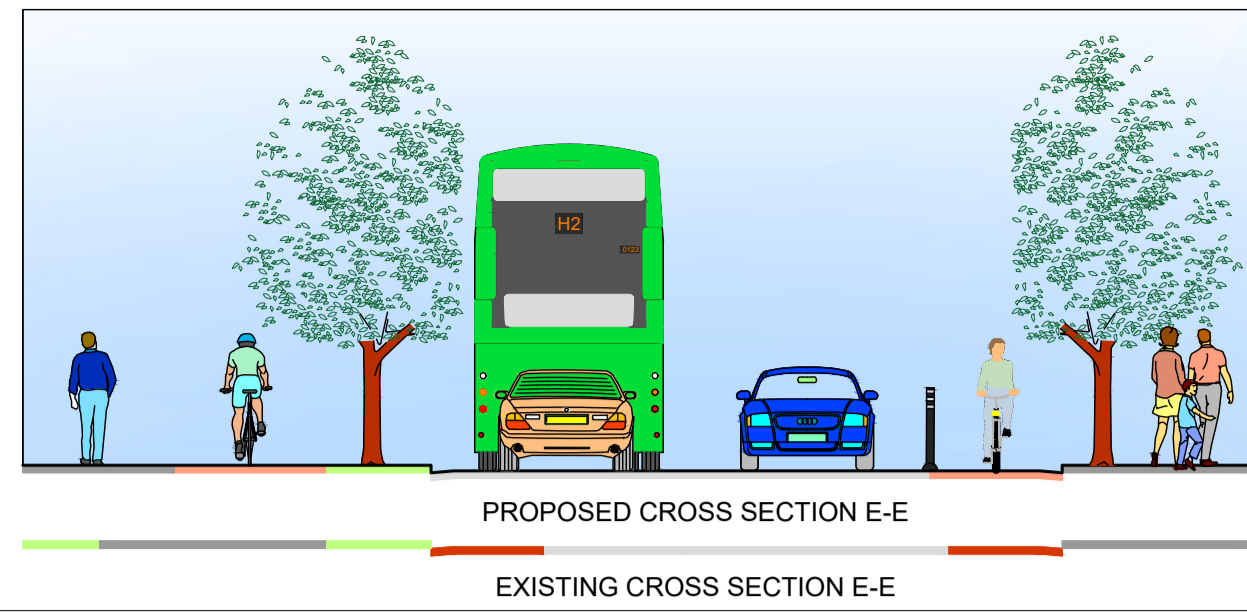 H2
0123
PROPOSED CROSS SECTION E-E
EXISTING CROSS SECTION E-E